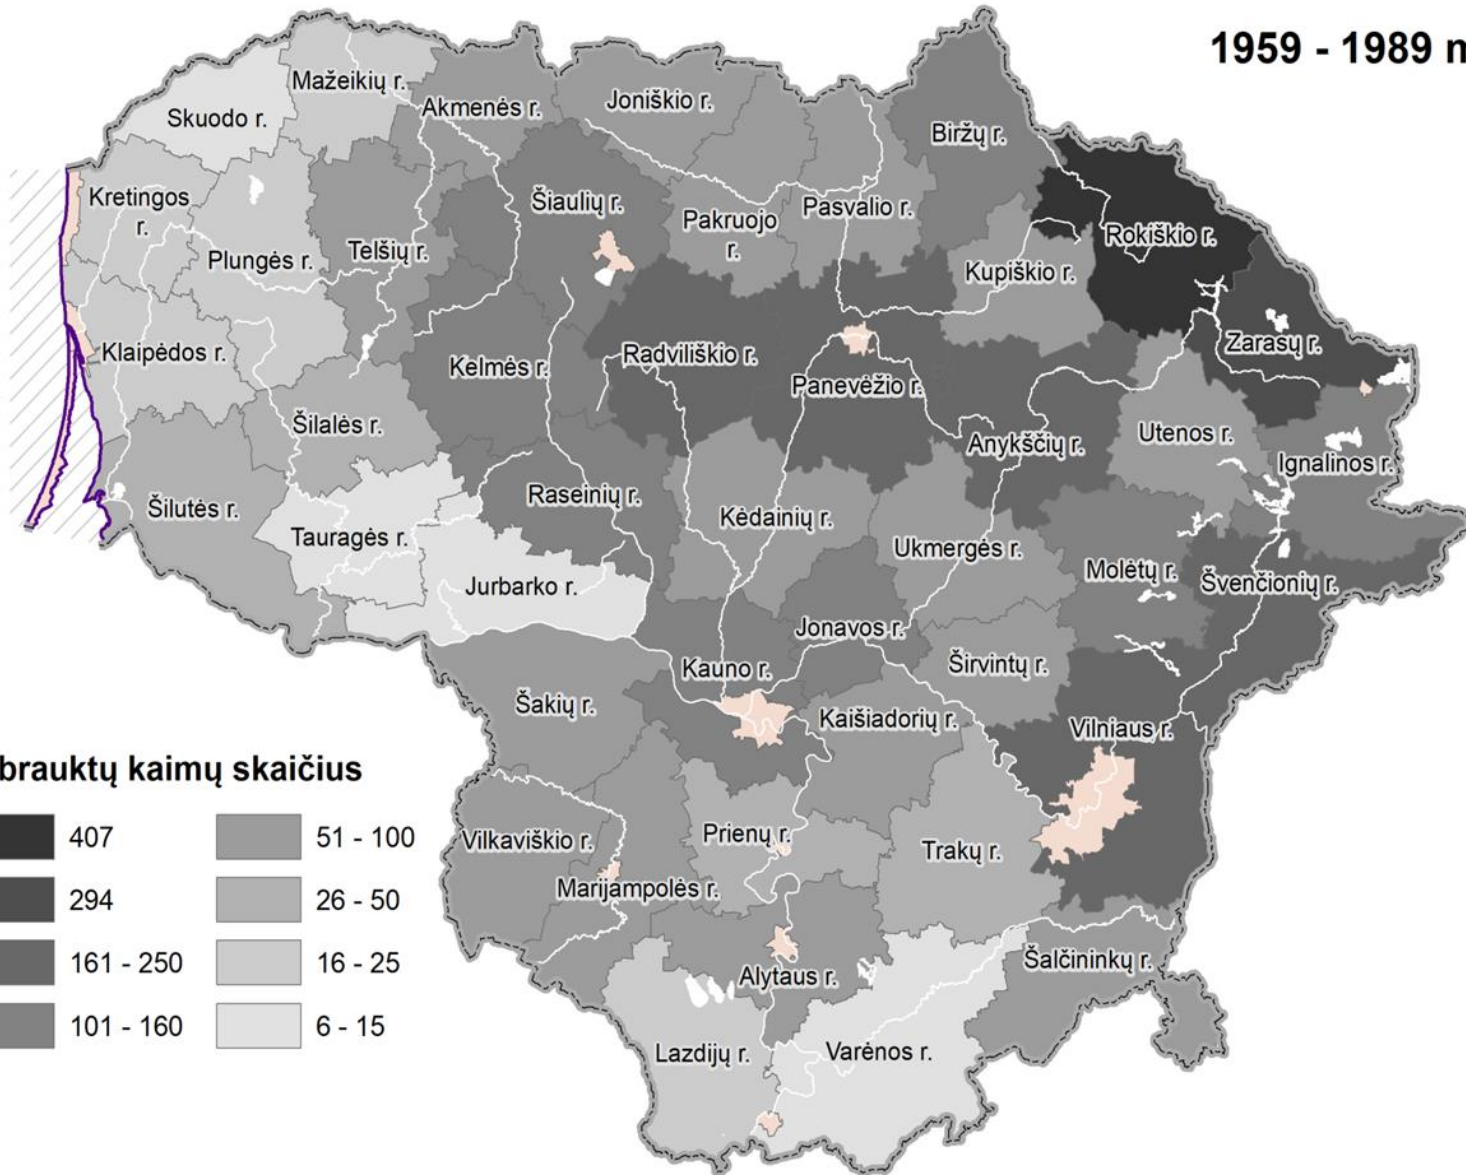 1959 - 1989 m
Mažeikių r.
Skuodo r.
Akmenės r.
Joniškio r.
Biržų r.
Kretingos
r.
Šiaulių r.
Pakruojo
r.
Pasvalio r.
Rokiškio r.
Plungės r.
Telšių r.
Kupiškio r.
Klaipėdos r.
Kelmės r.
Radviliškio r.
Panevėžio r.
Zarasų r.
Šilalės r.
Anykščių r.
Utenos r.
Ignalinos r.
Šilutės r.
Raseinių r.
Kėdainių r.
Tauragės r.
Ukmergės r.
Molėtų r.
Švenčionių r.
Jurbarko r.
Jonavos r.
Kauno r.
Širvintų r.
Šakių r.
Kaišiadorių r.
Vilniaus r.
Vilkaviškio r.
Prienų r.
Trakų r.
Marijampolės r.
Alytaus r.
Šalčininkų r.
Lazdijų r.
Varėnos r.
brauktų kaimų skaičius
407
51 - 100
294
26 - 50
161 - 250
16 - 25
101 - 160
6 - 15